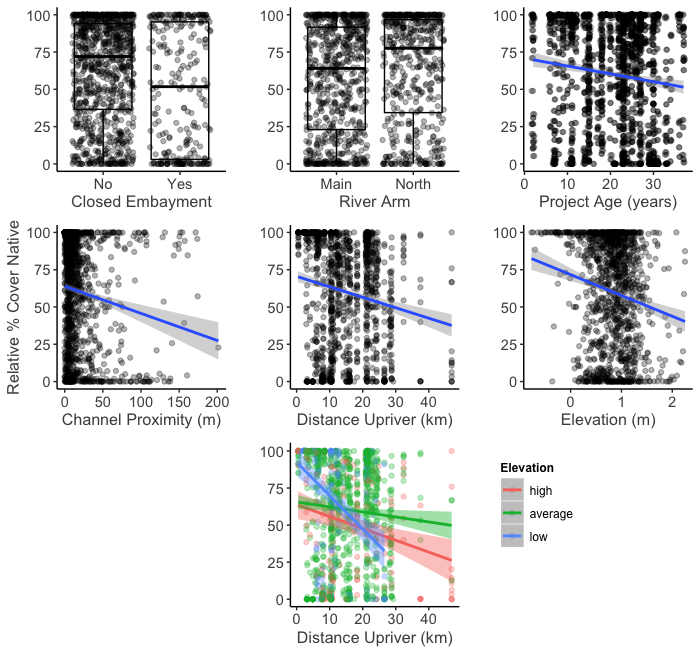 100
75
50
25
0
No Yes
Closed Embayment
100
75
50
25
0
Main North
River Arm
100
75
50
25
0
0 10 20 30
Project Age (years)
Relative % Cover Native
100
75
50
25
0
0 50 100 150 200
Channel Proximity (m)
100
75
50
25
0
0 10 20 30 40
Distance Upriver (km)
100
75
50
25
0
0 1 2
Elevation (m)
100
75
50
25
0
0 10 20 30 40
Distance Upriver (km)
Elevation
high
average
low